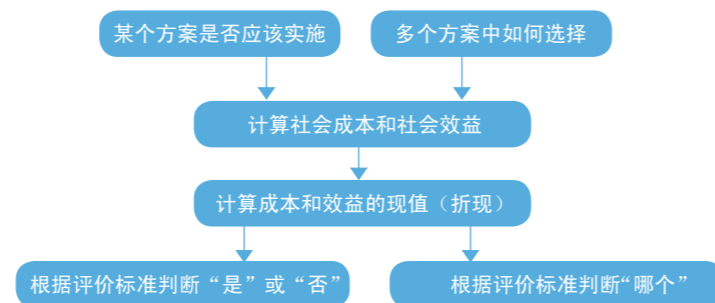 某个方案是否应该实施
多个方案中如何选择
计算社会成本和社会效益
计算成本和效益的现值（折现）
根据评价标准判断“是”或“否”
根据评价标准判断“哪个”